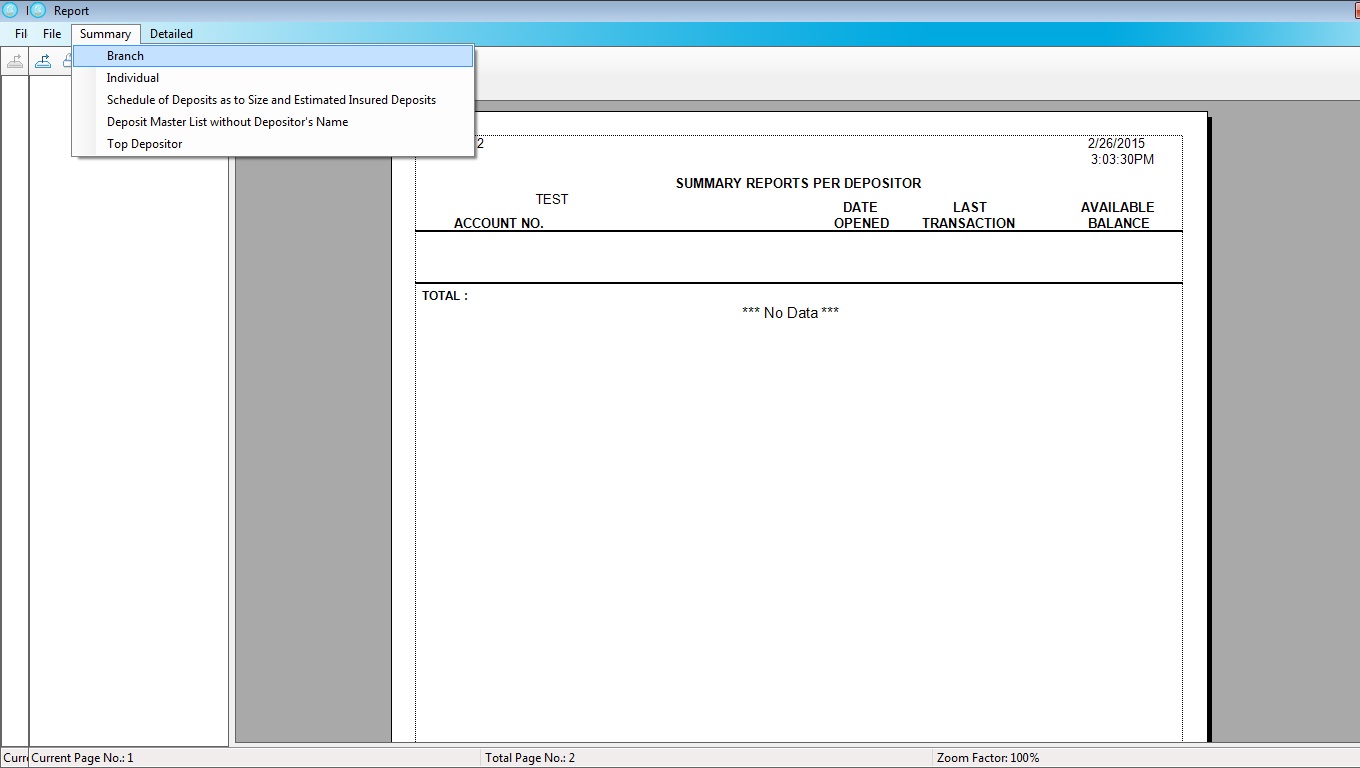 Report
Fil File Summary Detailed
Branch
Individual
Schedule of Deposits as to Size and Estimated Insured Deposits
Deposit Master List without Depositor's Name
Top Depositor
2 2/26/2015
3:03:30PM
SUMMARY REPORTS PER DEPOSITOR
TEST
DATE LAST AVAILABLE
ACCOUNT NO. OPENED TRANSACTION BALANCE
TOTAL :
*** No Data ***
Curr Current Page No.: 1 Total Page No.: 2 Zoom Factor: 100%